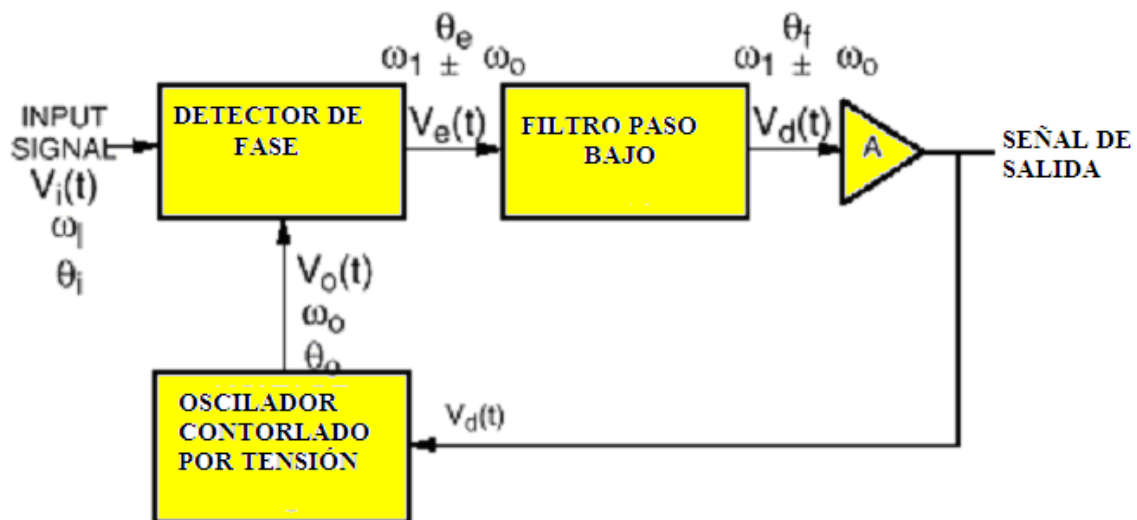 θe
ω1 ± ωo
θf
ω1 ± ωo
INPUT
SIGNAL
Vi(t)
ωI
θi
DETECTOR DE
FASE
Ve(t)
FILTRO PASO
BAJO
Vd(t)
A
SEÑAL DE
SALIDA
Vo(t)
ωo
θo
OSCILADOR
CONTORLADO
POR TENSIÓN
Vd(t)